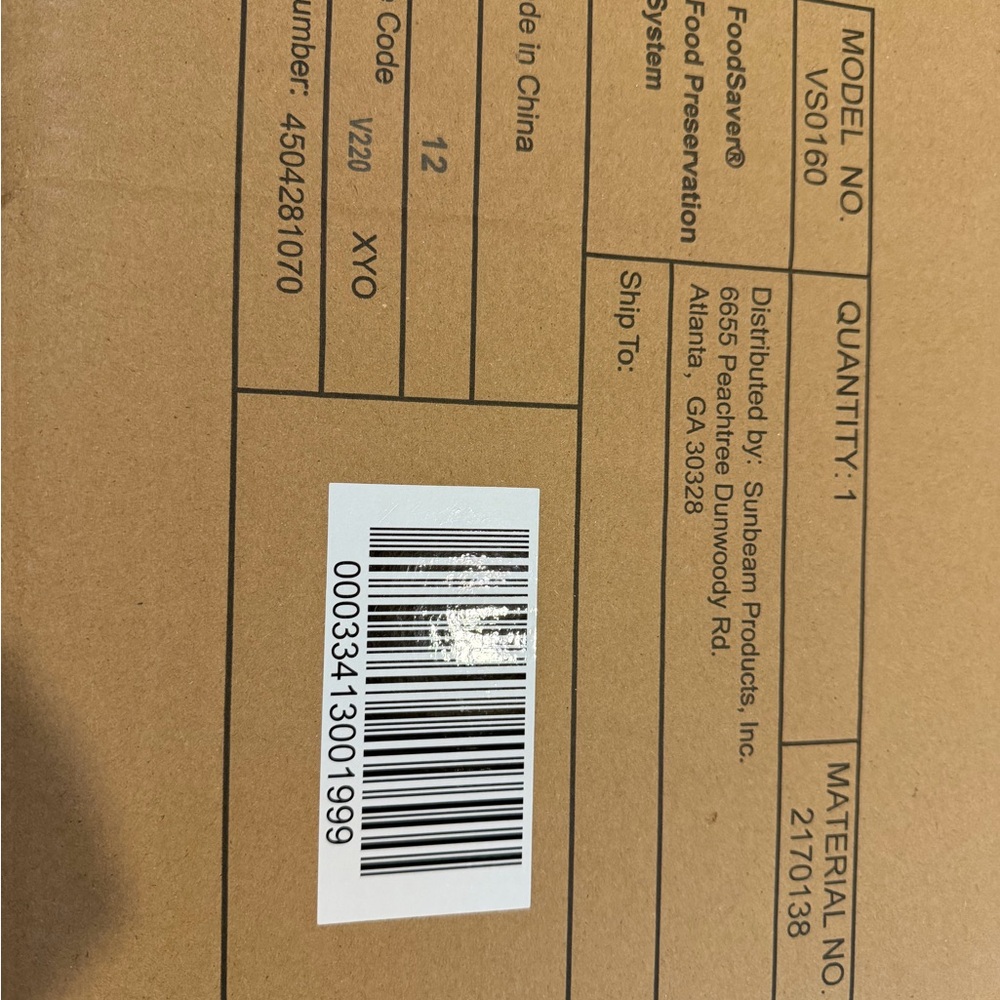 MODEL NO.
VS0160
QUANTITY: 1
MATERIAL NO.
2170138
FoodSaver®
Food Preservation
System
Distributed by: Sunbeam Products, Inc.
6655 Peachtree Dunwoody Rd.
Atlanta, GA 30328
Ship To:
de in China
12
Code V220 XYO
umber: 4504281070
00033413001999